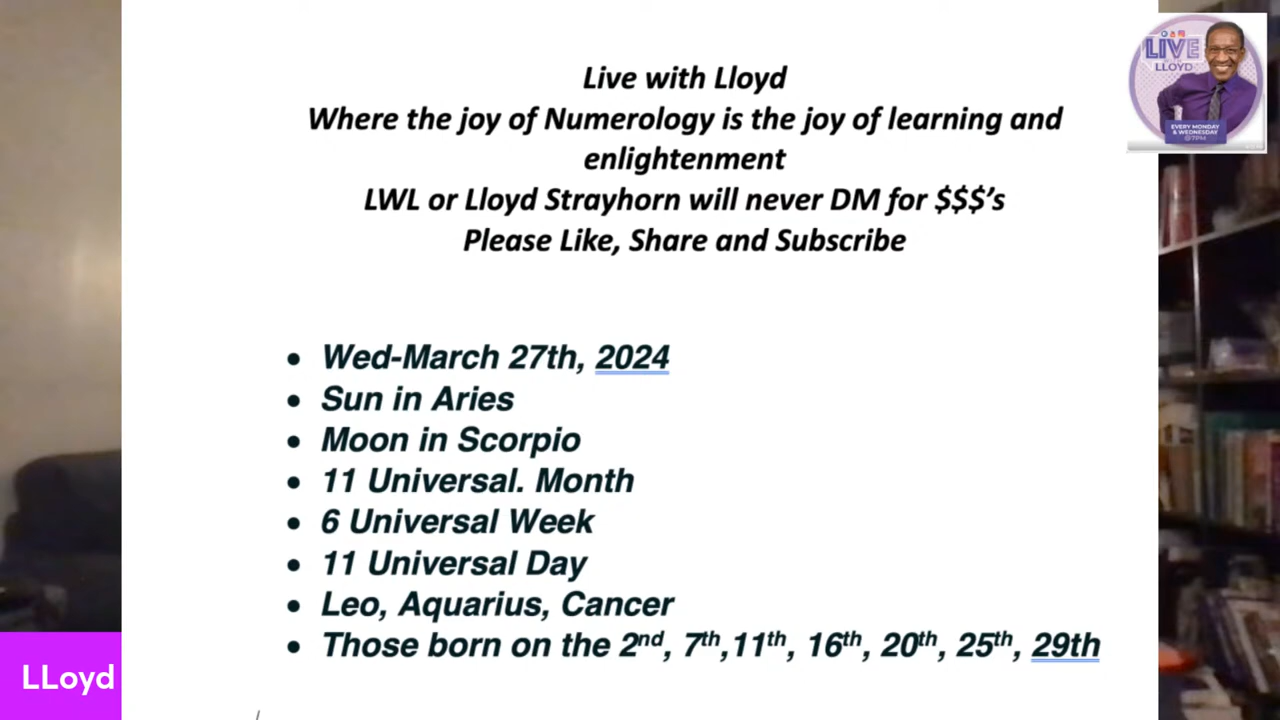 Live with Lloyd
Where the joy of Numerology is the joy of learning and
enlightenment
LWL or Lloyd Strayhorn will never DM for $$$’s
Please Like, Share and Subscribe
LIVE
LLOYD
EVERY MONDAY
& WEDNESDAY
@7PM
• Wed-March 27th, 2024
• Sun in Aries
• Moon in Scorpio
• 11 Universal. Month
• 6 Universal Week
• 11 Universal Day
• Leo, Aquarius, Cancer
• Those born on the 2nd, 7th,11th, 16th, 20th, 25th, 29th
LLoyd